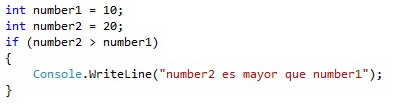 int number1 = 10;
int number2 = 20;
if (number2 > number1)
{
    Console.WriteLine("number2 es mayor que number1");
}